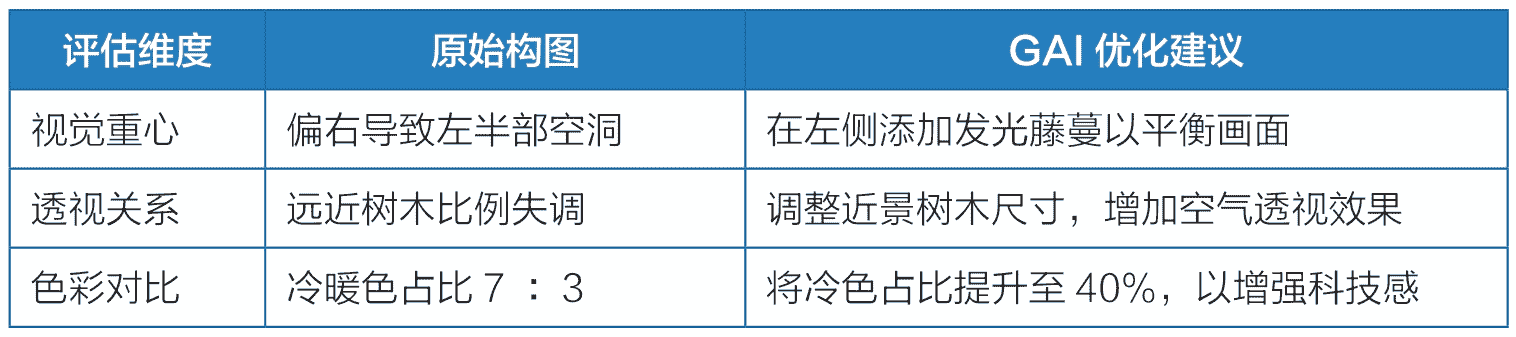 评估维度 原始构图 GAI 优化建议
视觉重心 偏右导致左半部空洞 在左侧添加发光藤蔓以平衡画面
透视关系 远近树木比例失调 调整近景树木尺寸，增加空气透视效果
色彩对比 冷暖色占比 7 ：3 将冷色占比提升至 40%，以增强科技感